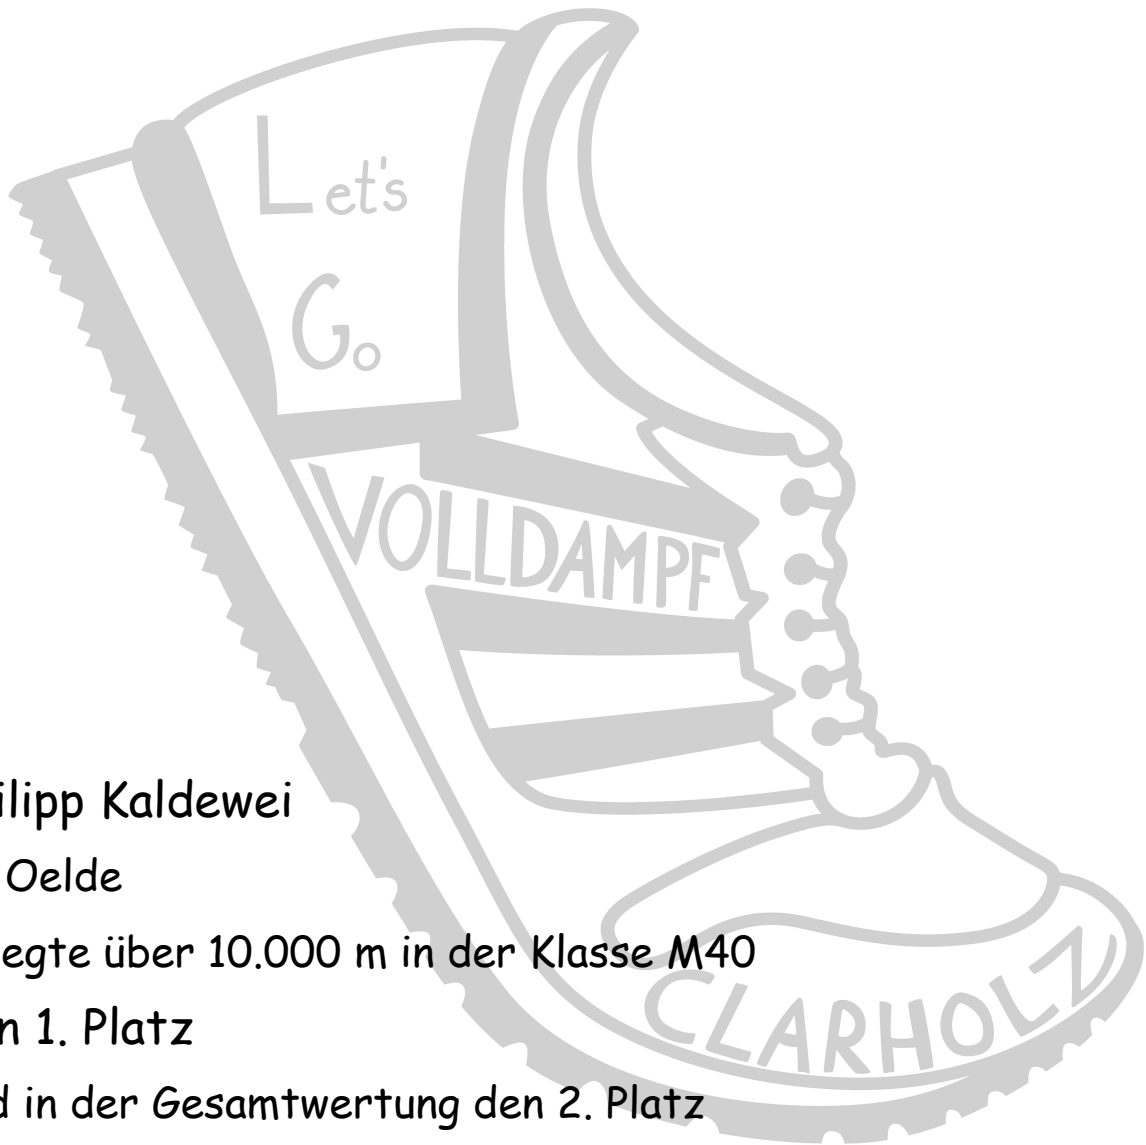 Let's
Go
VOLLDAMPF
ilipp Kaldewei
Oelde
egte über 10.000 m in der Klasse M40
n 1. Platz
d in der Gesamtwertung den 2. Platz
CLARHOLZ